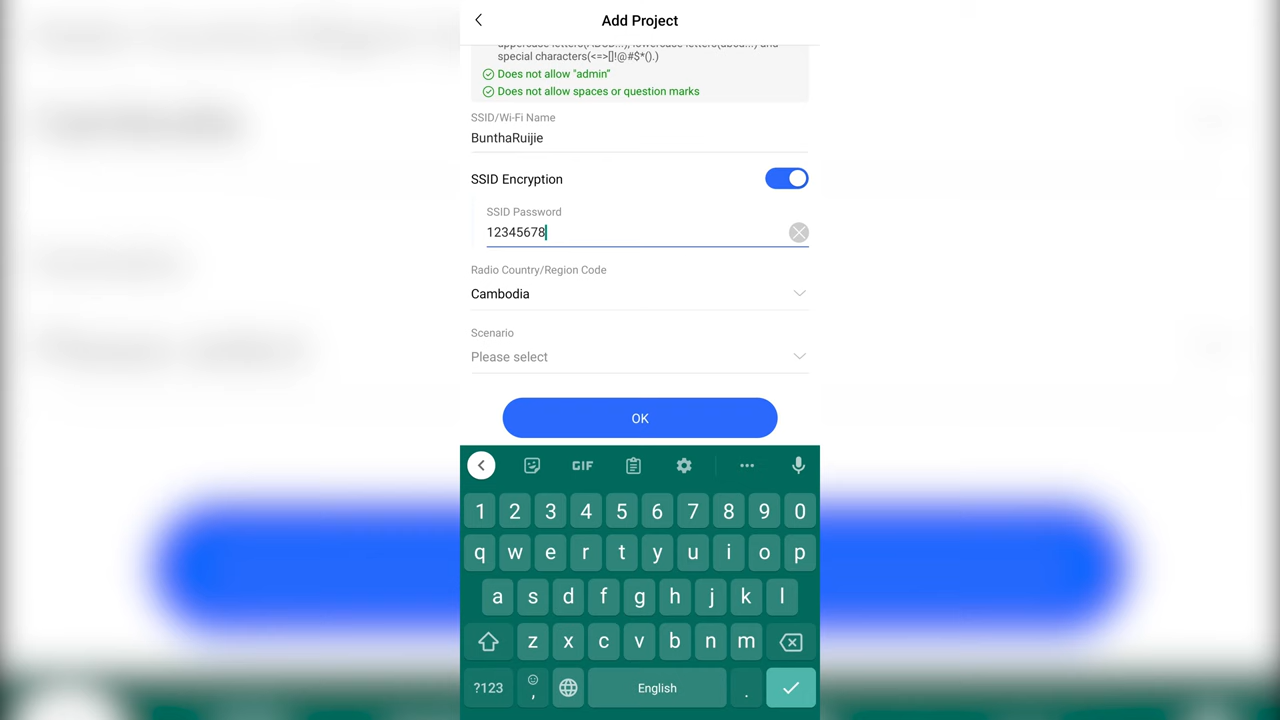 Add Project
special characters(<=>[]!@#$*().)
Does not allow "admin"
Does not allow spaces or question marks
SSID/Wi-Fi Name
BunthaRuijie
SSID Encryption
SSID Password
12345678
Radio Country/Region Code
Cambodia
Scenario
Please select
OK
GIF
1 2 3 4 5 6 7 8 9 0
q w e r t y u i o p
a s d f g h j k l
z x c v b n m
?123 , English .